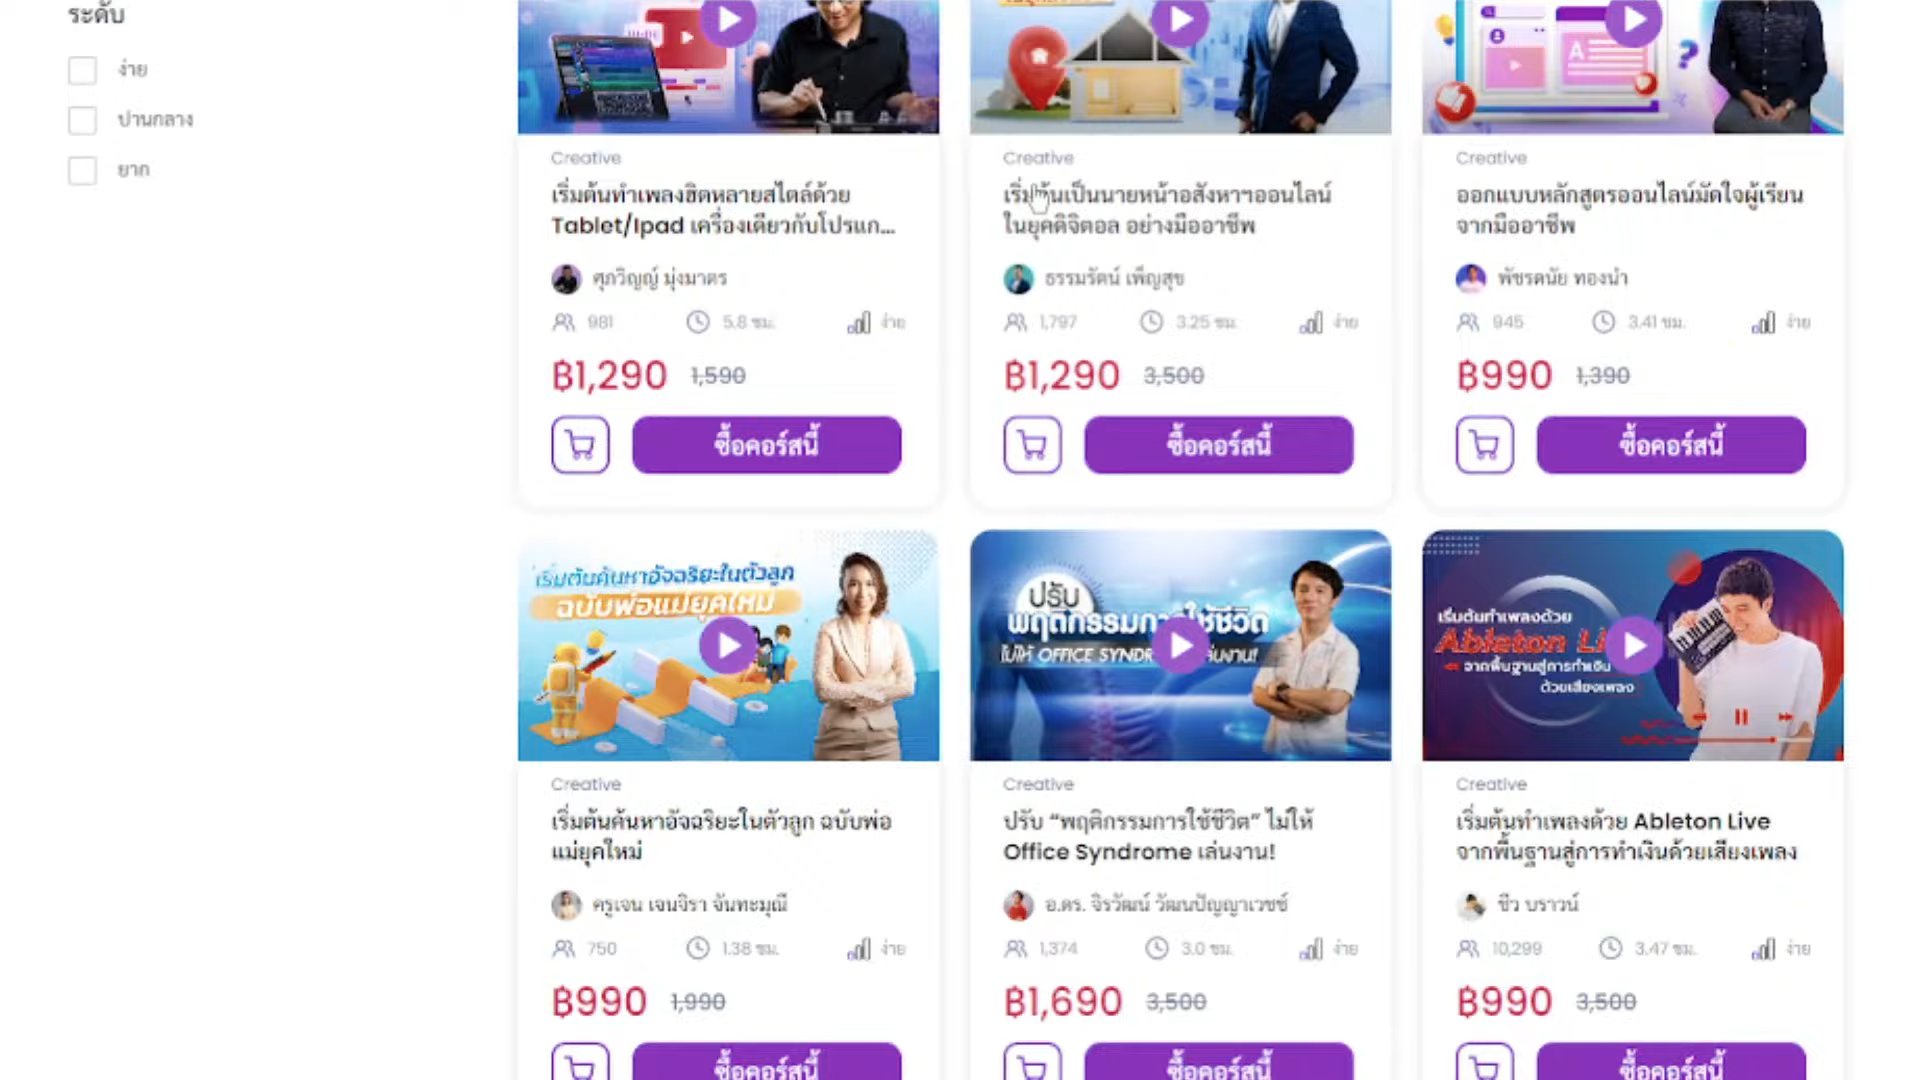 ระดับ
ง่าย
ปานกลาง
ยาก
Creative
เริ่มต้นทำเพลงฮิตหลายสไตล์ด้วย
Tablet/Ipad เครื่องเดียวกับโปรแก...
ศุภวิญญ์ มุ่งมาตร
981
5.8 ชม.
ง่าย
฿1,290 1,590
ซื้อคอร์สนี้
Creative
เริ่มต้นเป็นนายหน้าอสังหาฯออนไลน์
ในยุคดิจิตอล อย่างมืออาชีพ
ธรรมรัตน์ เพ็ญสุข
1,797
3.25 ชม.
ง่าย
฿1,290 3,500
ซื้อคอร์สนี้
Creative
ออกแบบหลักสูตรออนไลน์มัดใจผู้เรียน
จากมืออาชีพ
พัชรดนัย ทองนำ
945
3.41 ชม.
ง่าย
฿990 1,390
ซื้อคอร์สนี้
เริ่มต้นค้นหาอัจฉริยะในตัวลูก
ฉบับพ่อแม่ยุคใหม่
Creative
เริ่มต้นค้นหาอัจฉริยะในตัวลูก ฉบับพ่อ
แม่ยุคใหม่
ครูเจน เจนจิรา จันทะมุณี
750
1.38 ชม.
ง่าย
฿990 1,990
ซื้อคอร์สนี้
ปรับ
พฤติกรรมการใช้ชีวิต
ไม่ให้ OFFICE SYNDR เล่นงาน!
Creative
ปรับ “พฤติกรรมการใช้ชีวิต” ไม่ให้
Office Syndrome เล่นงาน!
อ.ดร. จิรวัฒน์ วัฒนปัญญาเวชช์
1,374
3.0 ชม.
ง่าย
฿1,690 3,500
ซื้อคอร์สนี้
เริ่มต้นทำเพลงด้วย
Ableton Li
จากพื้นฐานสู่การทำเงิน
ด้วยเสียงเพลง
Creative
เริ่มต้นทำเพลงด้วย Ableton Live
จากพื้นฐานสู่การทำเงินด้วยเสียงเพลง
ชีว บราวน์
10,299
3.47 ชม.
ง่าย
฿990 3,500
ซื้อคอร์สนี้